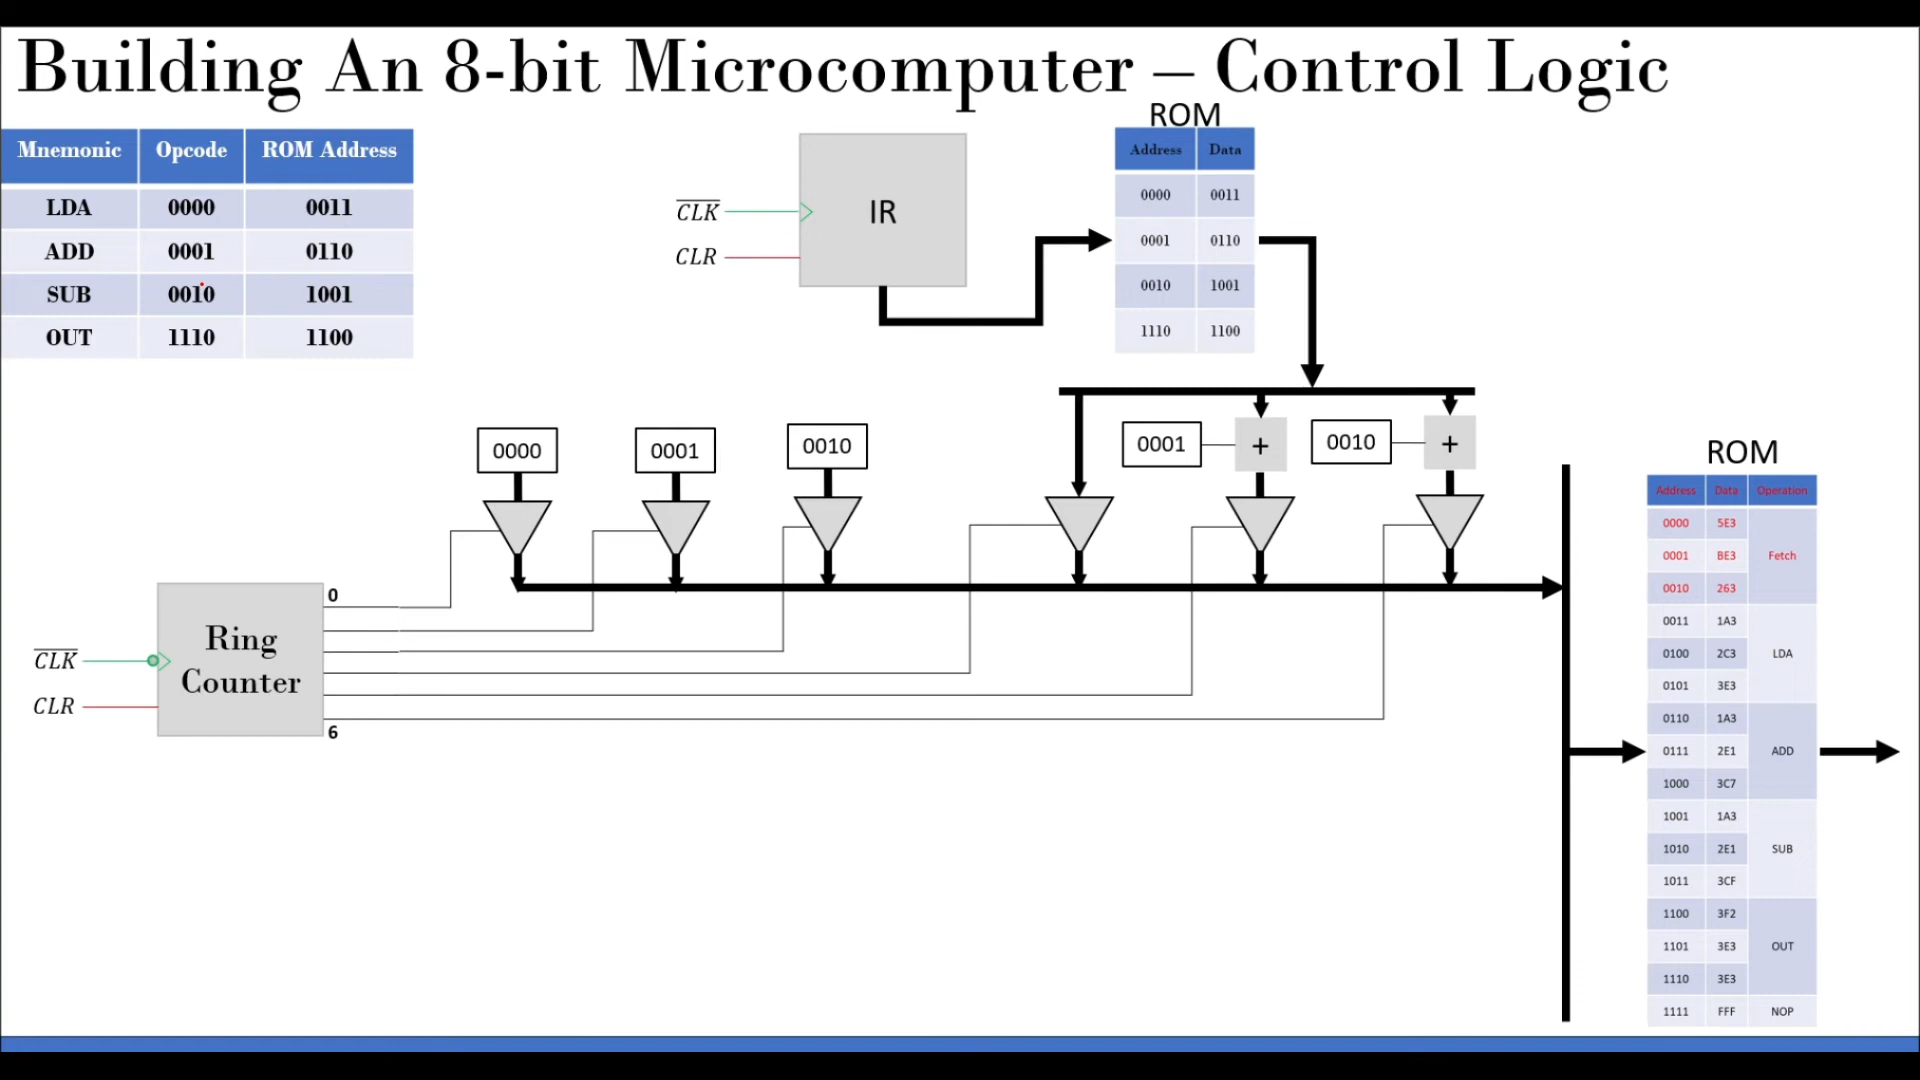 Building An 8-bit Microcomputer – Control Logic
Mnemonic Opcode ROM Address
LDA 0000 0011
ADD 0001 0110
SUB 0010 1001
OUT 1110 1100
CLK
CLR
IR
ROM
Address Data
0000 0011
0001 0110
0010 1001
1110 1100
0000
0001
0010
0001
+
0010
+
Ring
Counter
CLK
CLR
0
6
ROM
Address Data Operation
0000 5E3
0001 BE3 Fetch
0010 263
0011 1A3
0100 2C3 LDA
0101 3E3
0110 1A3
0111 2E1 ADD
1000 3C7
1001 1A3
1010 2E1 SUB
1011 3CF
1100 3F2
1101 3E3 OUT
1110 3E3
1111 FFF NOP